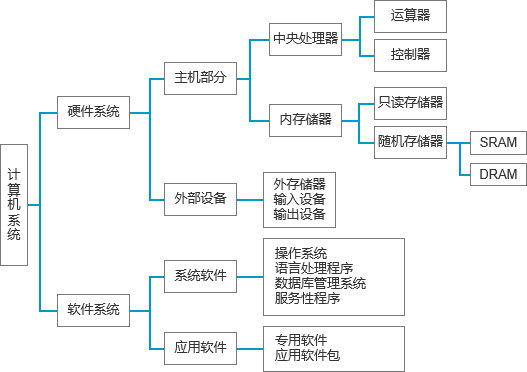 计算机系统
硬件系统
主机部分
中央处理器
运算器
控制器
内存储器
只读存储器
随机存储器
SRAM
DRAM
外部设备
外存储器
输入设备
输出设备
软件系统
系统软件
操作系统
语言处理程序
数据库管理系统
服务性程序
应用软件
专用软件
应用软件包